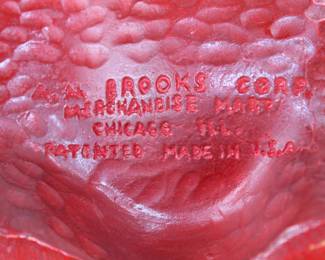 A. M. BROOKS CORP.
MERCHANDISE MART
CHICAGO ILL.
PATENTED MADE IN U.S.A.